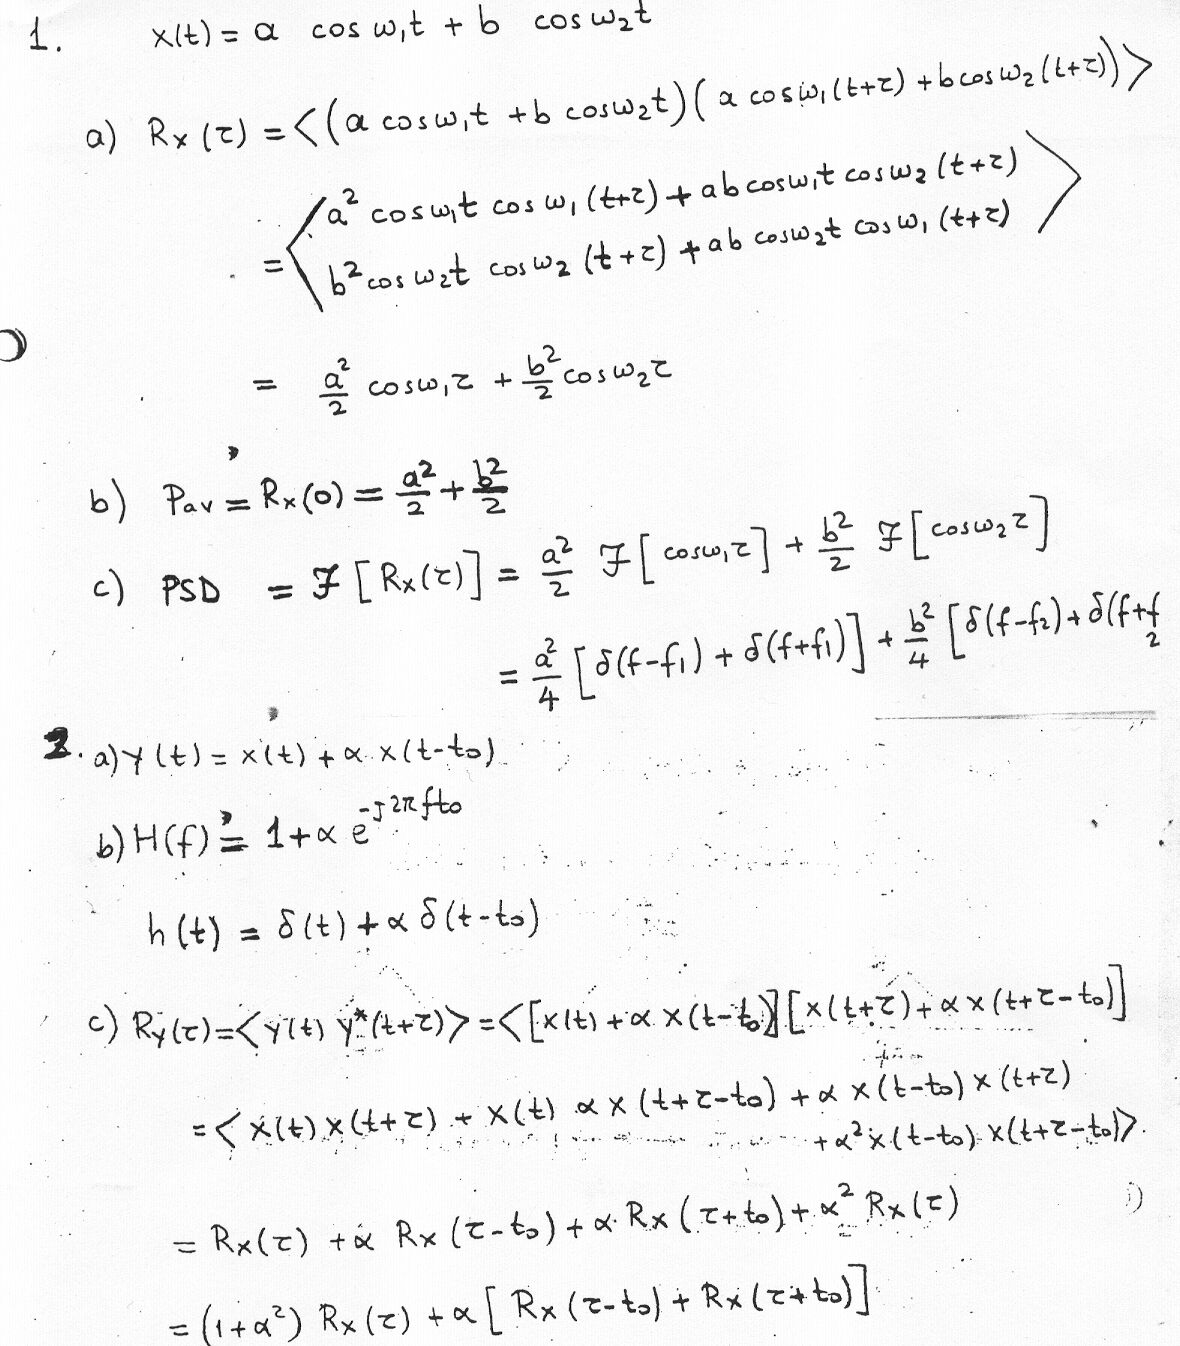 1. x(t) = a cos ω₁t + b cos ω₂t
a) Rx(τ) = <(a cos ω₁t + b cos ω₂t)(a cos ω₁(t+τ) + b cos ω₂(t+τ))>
= < a² cos ω₁t cos ω₁(t+τ) + ab cos ω₁t cos ω₂(t+τ)
b² cos ω₂t cos ω₂(t+τ) + ab cos ω₂t cos ω₁(t+τ) >
= a²/2 cos ω₁τ + b²/2 cos ω₂τ
b) Pav = Rx(0) = a²/2 + b²/2
c) PSD = ℱ[Rx(τ)] = a²/2 ℱ[cos ω₁τ] + b²/2 ℱ[cos ω₂τ]
= a²/4 [δ(f-f₁) + δ(f+f₁)] + b²/4 [δ(f-f₂) + δ(f+f₂
2. a) y(t) = x(t) + α x(t-t₀)
b) H(f) = 1 + α e^(-j2πft₀)
h(t) = δ(t) + α δ(t-t₀)
c) Ry(τ) = <y(t) y*(t+τ)> = <[x(t) + α x(t-t₀)][x(t+τ) + α x(t+τ-t₀)]
= <x(t) x(t+τ) + x(t) α x(t+τ-t₀) + α x(t-t₀) x(t+τ)
+ α² x(t-t₀) x(t+τ-t₀)>.
= Rx(τ) + α Rx(τ-t₀) + α Rx(τ+t₀) + α² Rx(τ)
= (1+α²) Rx(τ) + α [Rx(τ-t₀) + Rx(τ+t₀)]